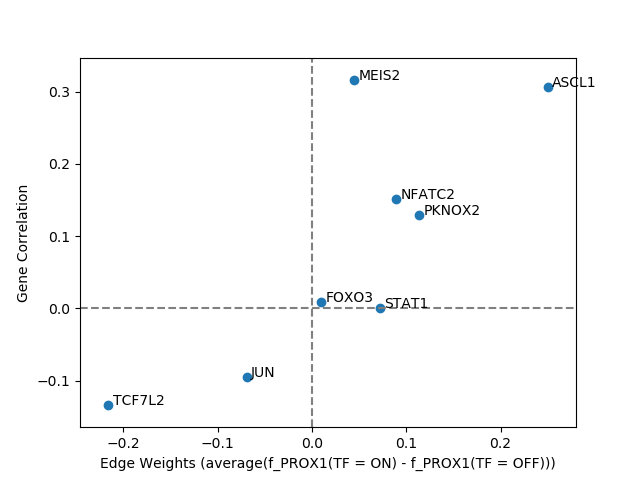 MEIS2
ASCL1
NFATC2
PKNOX2
FOXO3
STAT1
JUN
TCF7L2
0.3
0.2
0.1
0.0
−0.1
Gene Correlation
−0.2 −0.1 0.0 0.1 0.2
Edge Weights (average(f_PROX1(TF = ON) - f_PROX1(TF = OFF)))